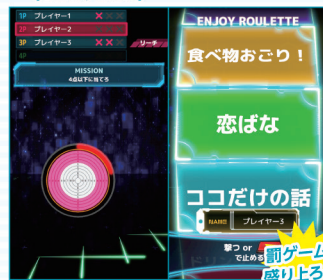 1P プレイヤー1 ×××
2P プレイヤー2
3P プレイヤー3 ××× リーチ
4P
MISSION
4点以下に当てろ
ENJOY ROULETTE
食べ物おごり！
恋ばな
ココだけの話
NAME プレイヤー3
撃つ or
で止める
罰ゲーム
盛り上ろ